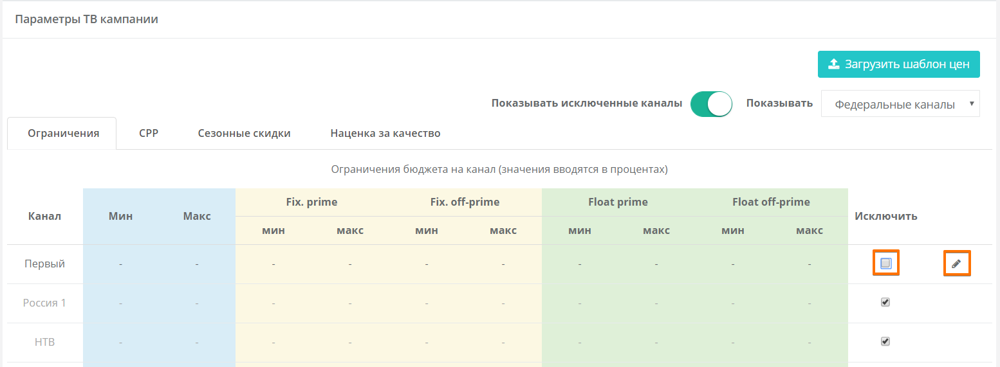 Параметры ТВ кампании
Загрузить шаблон цен
Показывать исключенные каналы Показывать Федеральные каналы
Ограничения CPP Сезонные скидки Наценка за качество
Ограничения бюджета на канал (значения вводятся в процентах)
Канал Мин Макс Fix. prime Fix. off-prime Float prime Float off-prime Исключить
мин макс мин макс мин макс мин макс
Первый - - - - - - - - - -
Россия 1 - - - - - - - - - -
НТВ - - - - - - - - - -